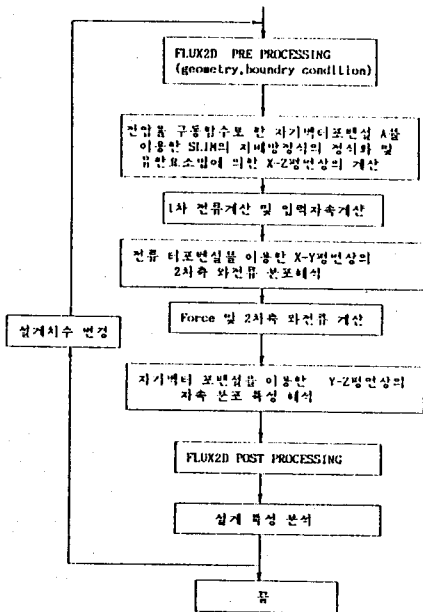 FLUX2D PRE PROCESSING
(geometry,boundry condition)
전압을 구동함수로 한 자기벡터포텐셜 A를
이용한 SLIM의 지배방정식의 정식화 및
유한요소법에 의한 X-Z평면상의 계산
1차 전류계산 및 입력자속계산
전류 터포텐셜를 이용한 X-Y평면상의
2차측 와전류 분포해석
Force 및 2차측 와전류 계산
설계치수 변경
자기벡터 포텐셜을 이용한 Y-Z평면상의
자속 분포 특성 해석
FLUX2D POST PROCESSING
설계 특성 분석
끝